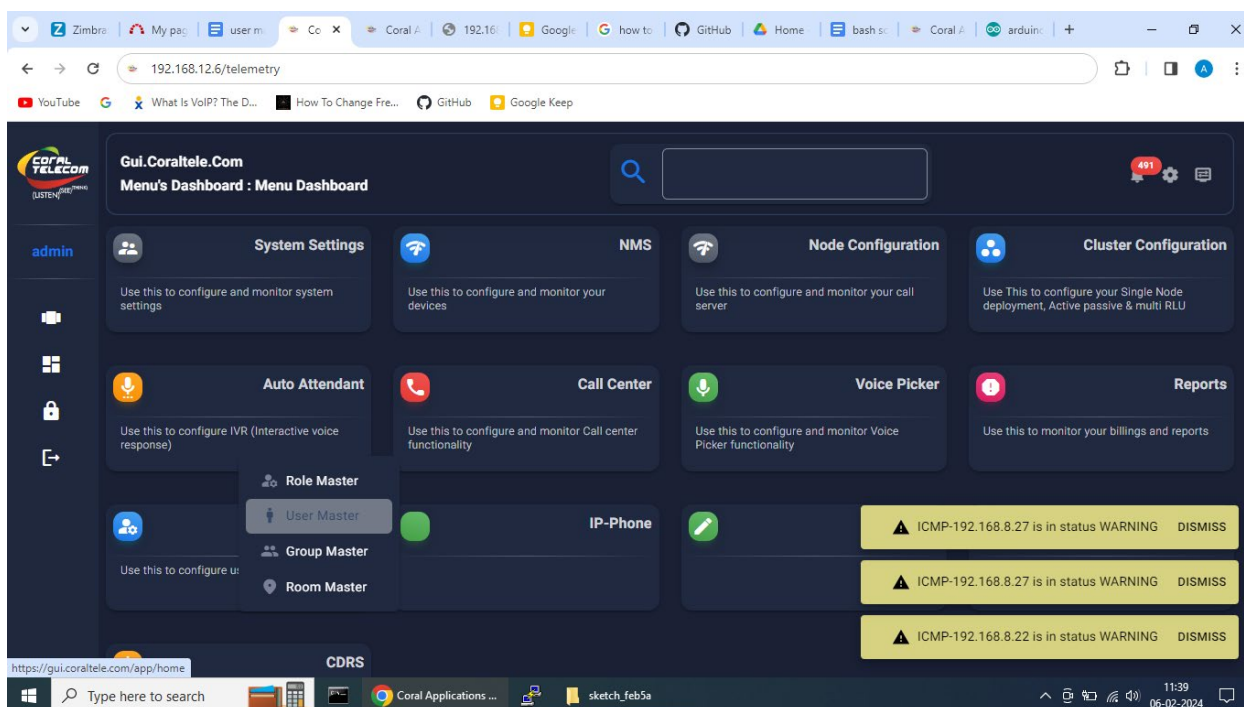 Zimbra
My pag
user m
Co
Coral A
192.16
Google
how to
GitHub
Home
bash sc
Coral A
arduino
192.168.12.6/telemetry
A
YouTube
What Is VoIP? The D...
How To Change Fre...
GitHub
Google Keep
CORAL
TELECOM
Gui.Coraltele.Com
Menu's Dashboard : Menu Dashboard
491
admin
System Settings
Use this to configure and monitor system
settings
NMS
Use this to configure and monitor your
devices
Node Configuration
Use this to configure and monitor your call
server
Cluster Configuration
Use This to configure your Single Node
deployment, Active passive & multi RLU
Auto Attendant
Use this to configure IVR (Interactive voice
response)
Call Center
Use this to configure and monitor Call center
functionality
Voice Picker
Use this to configure and monitor Voice
Picker functionality
Reports
Use this to monitor your billings and reports
Role Master
User Master
Group Master
Room Master
Use this to configure us
IP-Phone
ICMP-192.168.8.27 is in status WARNING DISMISS
ICMP-192.168.8.27 is in status WARNING DISMISS
ICMP-192.168.8.22 is in status WARNING DISMISS
CDRS
https://gui.coraltele.com/app/home
Type here to search
Coral Applications ...
sketch_feb5a
11:39
06-02-2024